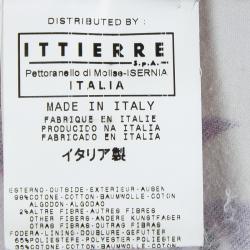 DISTRIBUTED BY :
ITTIERRE
S.p.A.
Pettoranello di Molise-ISERNIA
ITALIA
MADE IN ITALY
FABRIQUE EN ITALIE
PRODUCIDO NA ITALIA
FABRICADO EN ITALIA
イタリア製
ESTERNO-OUTSIDE-EXTERIEUR-AUSEN
98%COTONE-COTTON-BAUMWOLLE-COTON
ALGODON-ALGODAO
2%ALTRE FIBRE-AUTRES FIBRES
OTHER FIBERS-ANDERE KUNSTFASER
OTRAS FIBRAS-OUTRAS FIBRAS
FODERA-LINING-DOUBLURE-GEFUTTER
65%POLIESTERE-POLYESTER-POLIESTER
35%COTONE-COTTON-BAUMWOLLE-COTON